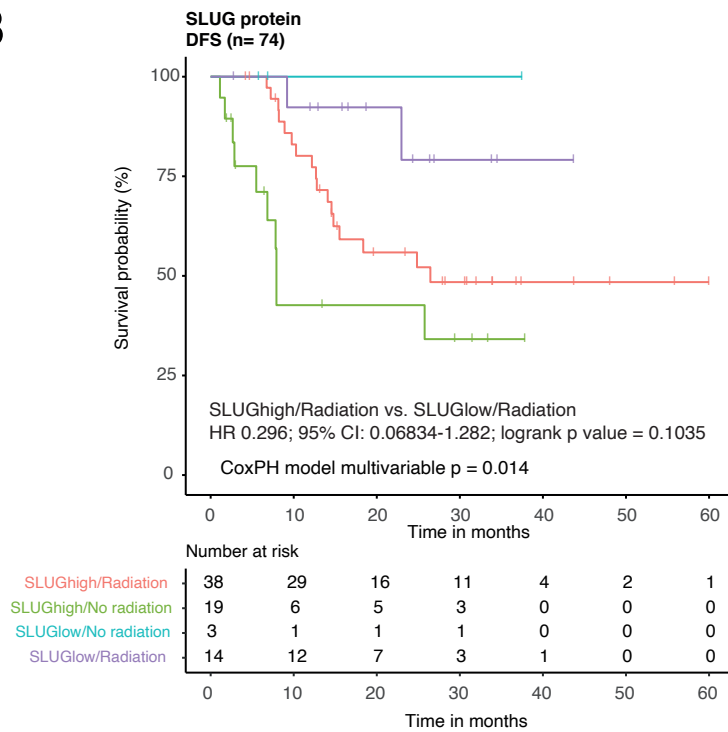 B
SLUG protein
DFS (n= 74)
Survival probability (%)
100
75
50
25
0
SLUGhigh/Radiation vs. SLUGlow/Radiation
HR 0.296; 95% CI: 0.06834-1.282; logrank p value = 0.1035
CoxPH model multivariable p = 0.014
0 10 20 30 40 50 60
Time in months
Number at risk
SLUGhigh/Radiation 38 29 16 11 4 2 1
SLUGhigh/No radiation 19 6 5 3 0 0 0
SLUGlow/No radiation 3 1 1 1 0 0 0
SLUGlow/Radiation 14 12 7 3 1 0 0
0 10 20 30 40 50 60
Time in months